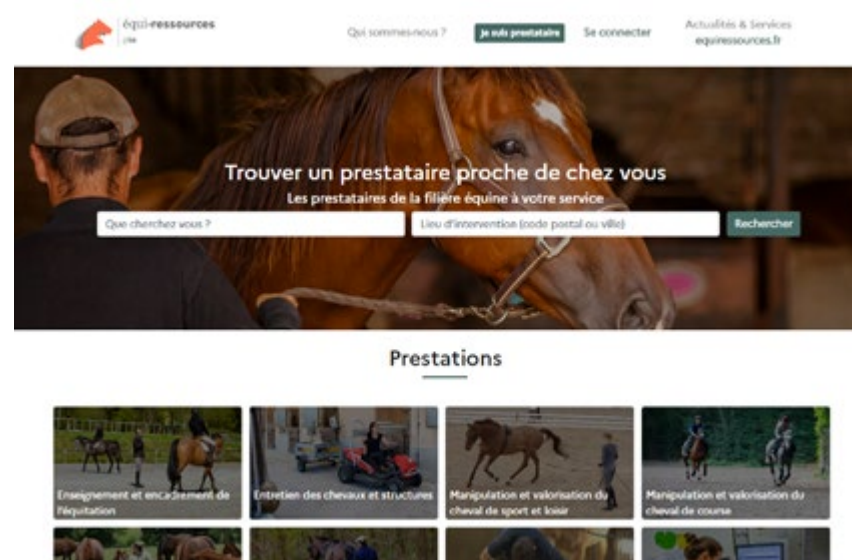 équi-ressources
Qui sommes-nous ?
Je suis prestataire
Se connecter
Actualités & Services
equiressources.fr
Trouver un prestataire proche de chez vous
Les prestataires de la filière équine à votre service
Que cherchez vous ?
Lieu d'intervention (code postal ou ville)
Rechercher
Prestations
Enseignement et encadrement de
l'équitation
Entretien des chevaux et structures
Manipulation et valorisation du
cheval de sport et loisir
Manipulation et valorisation du
cheval de course